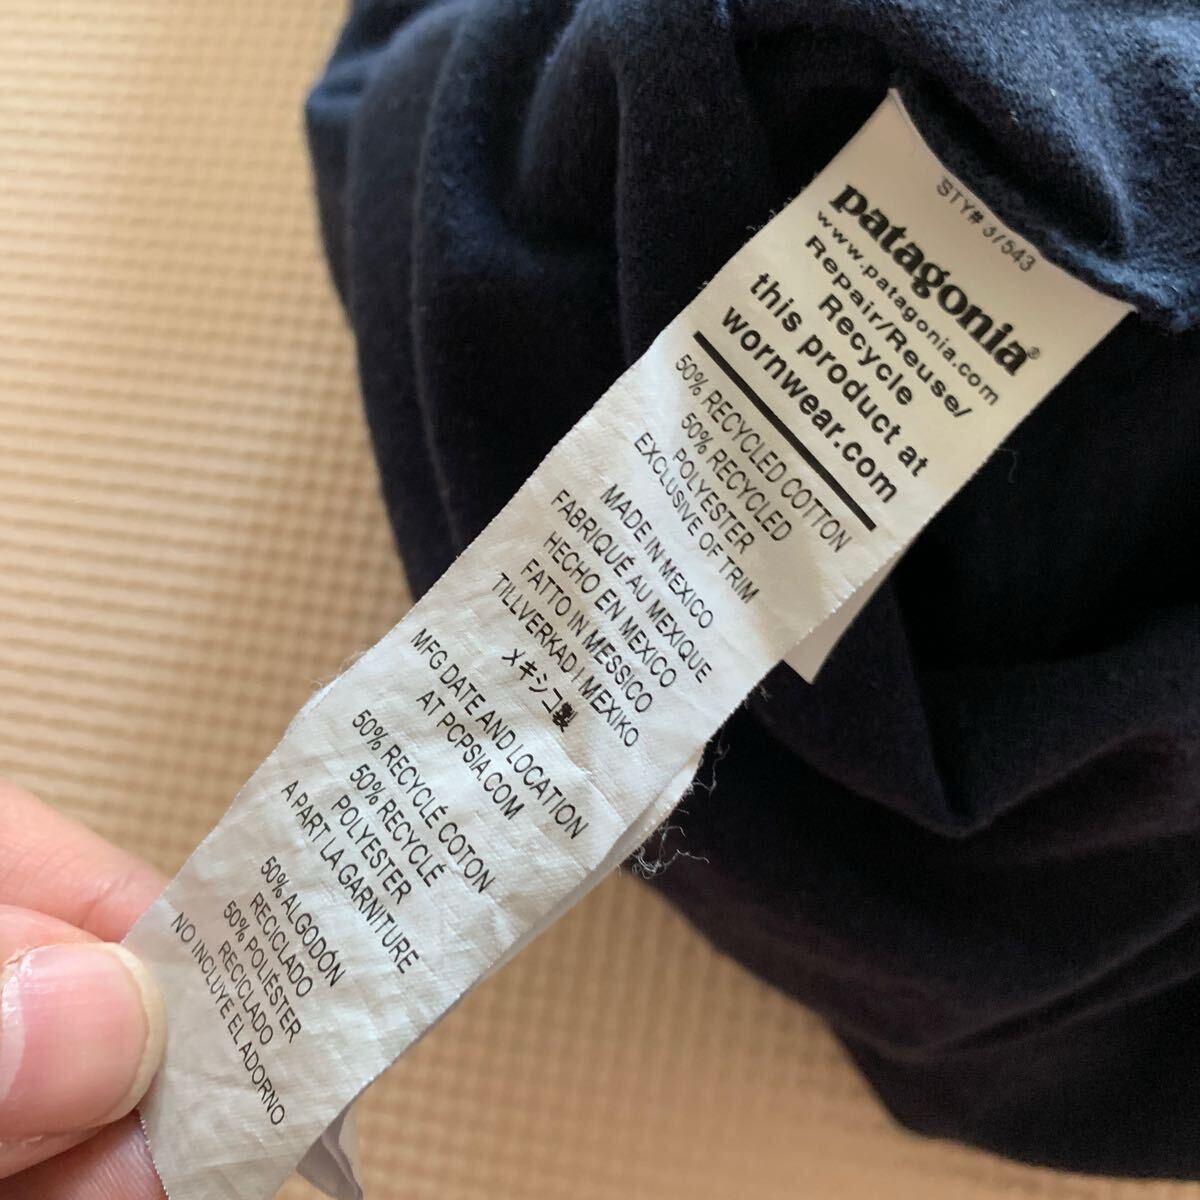 STY# 37543
patagonia®
www.patagonia.com
Repair/Reuse/
Recycle
this product at
wornwear.com
50% RECYCLED COTTON
50% RECYCLED
POLYESTER
EXCLUSIVE OF TRIM
MADE IN MEXICO
FABRIQUÉ AU MEXIQUE
HECHO EN MEXICO
FATTO IN MESSICO
TILLVERKAD I MEXIKO
メキシコ製
MFG DATE AND LOCATION
AT PCPSIA.COM
50% RECYCLÉ COTON
50% RECYCLÉ
POLYESTER
A PART LA GARNITURE
50% ALGODÓN
RECICLADO
50% POLIÉSTER
RECICLADO
NO INCLUYE EL ADORNO